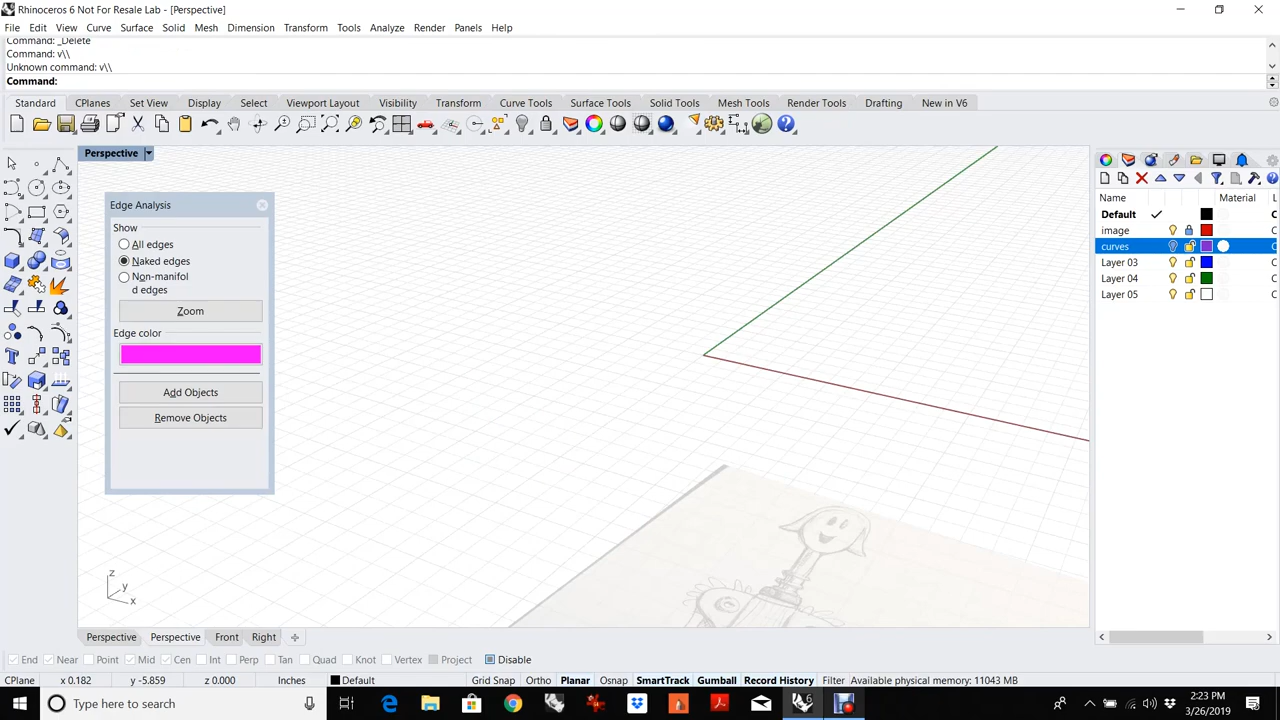 Rhinoceros 6 Not For Resale Lab - [Perspective]
File Edit View Curve Surface Solid Mesh Dimension Transform Tools Analyze Render Panels Help
Command: _Delete
Command: v\\
Unknown command: v\\
Command:
Standard CPlanes Set View Display Select Viewport Layout Visibility Transform Curve Tools Surface Tools Solid Tools Mesh Tools Render Tools Drafting New in V6
Perspective
Edge Analysis
Show
All edges
Naked edges
Non-manifol
d edges
Zoom
Edge color
Add Objects
Remove Objects
Name Material L
Default C
image C
curves C
Layer 03 C
Layer 04 C
Layer 05 C
z
y
x
Perspective Perspective Front Right
End Near Point Mid Cen Int Perp Tan Quad Knot Vertex Project Disable
CPlane x 0.182 y -5.859 z 0.000 Inches Default Grid Snap Ortho Planar Osnap SmartTrack Gumball Record History Filter Available physical memory: 11043 MB
Type here to search
2:23 PM
3/26/2019